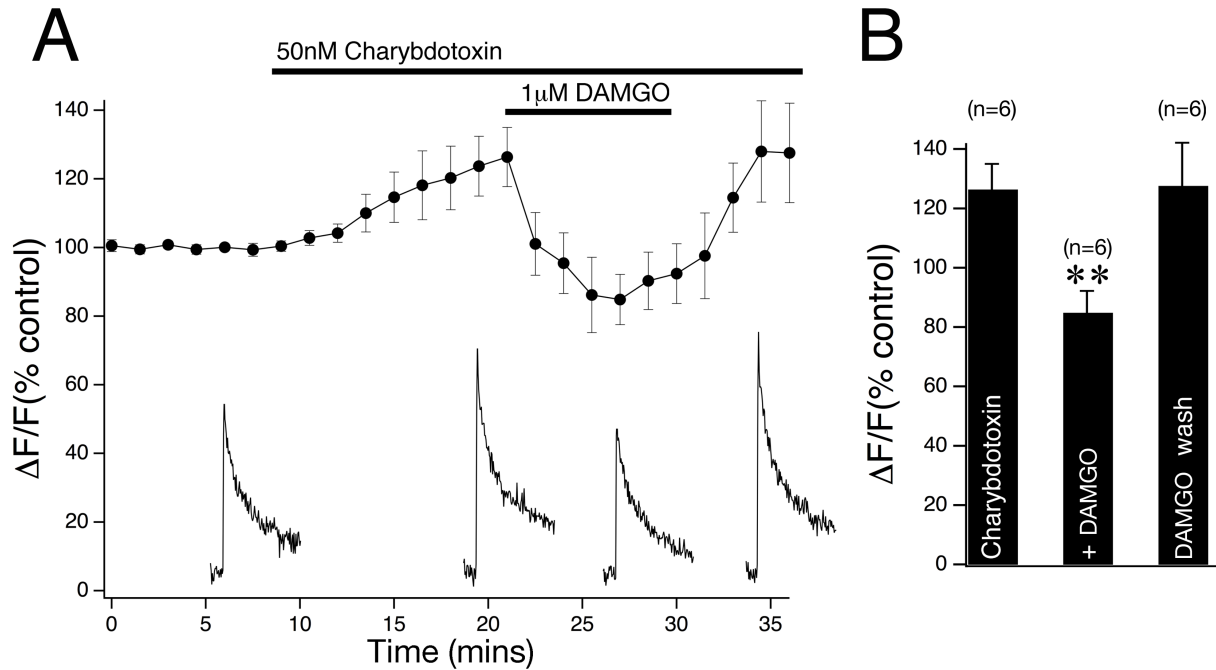 A
50nM Charybdotoxin
1μM DAMGO
140
120
100
80
60
40
20
0
ΔF/F(% control)
0 5 10 15 20 25 30 35
Time (mins)
B
(n=6) (n=6) (n=6)
**
140
120
100
80
60
40
20
0
ΔF/F(% control)
Charybdotoxin
+ DAMGO
DAMGO wash